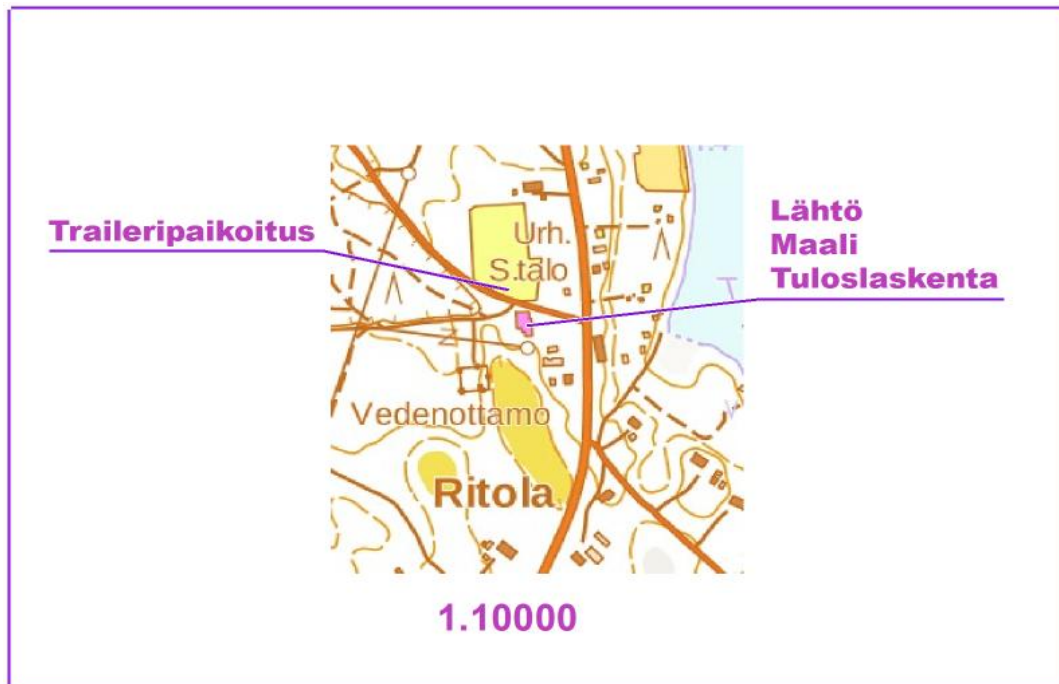 Traileripaikoitus
Lähtö
Maali
Tuloslaskenta
Urh.
S.talo
Vedenottamo
Ritola
1.10000